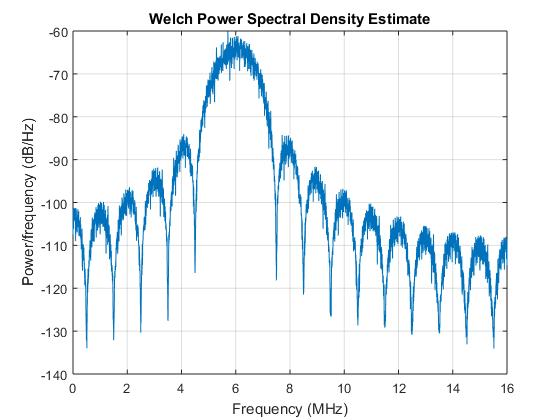 Welch Power Spectral Density Estimate
-60
-70
-80
-90
-100
-110
-120
-130
-140
Power/frequency (dB/Hz)
0 2 4 6 8 10 12 14 16
Frequency (MHz)